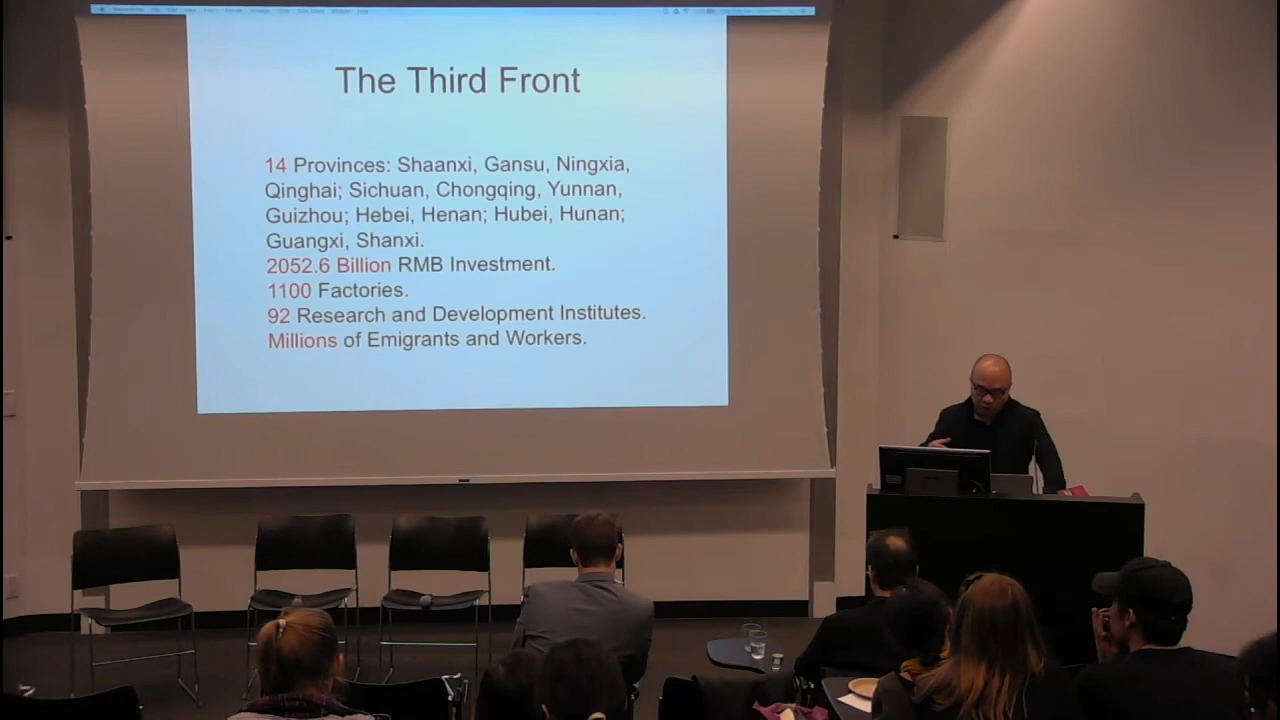 The Third Front
14 Provinces: Shaanxi, Gansu, Ningxia,
Qinghai; Sichuan, Chongqing, Yunnan,
Guizhou; Hebei, Henan; Hubei, Hunan;
Guangxi, Shanxi.
2052.6 Billion RMB Investment.
1100 Factories.
92 Research and Development Institutes.
Millions of Emigrants and Workers.